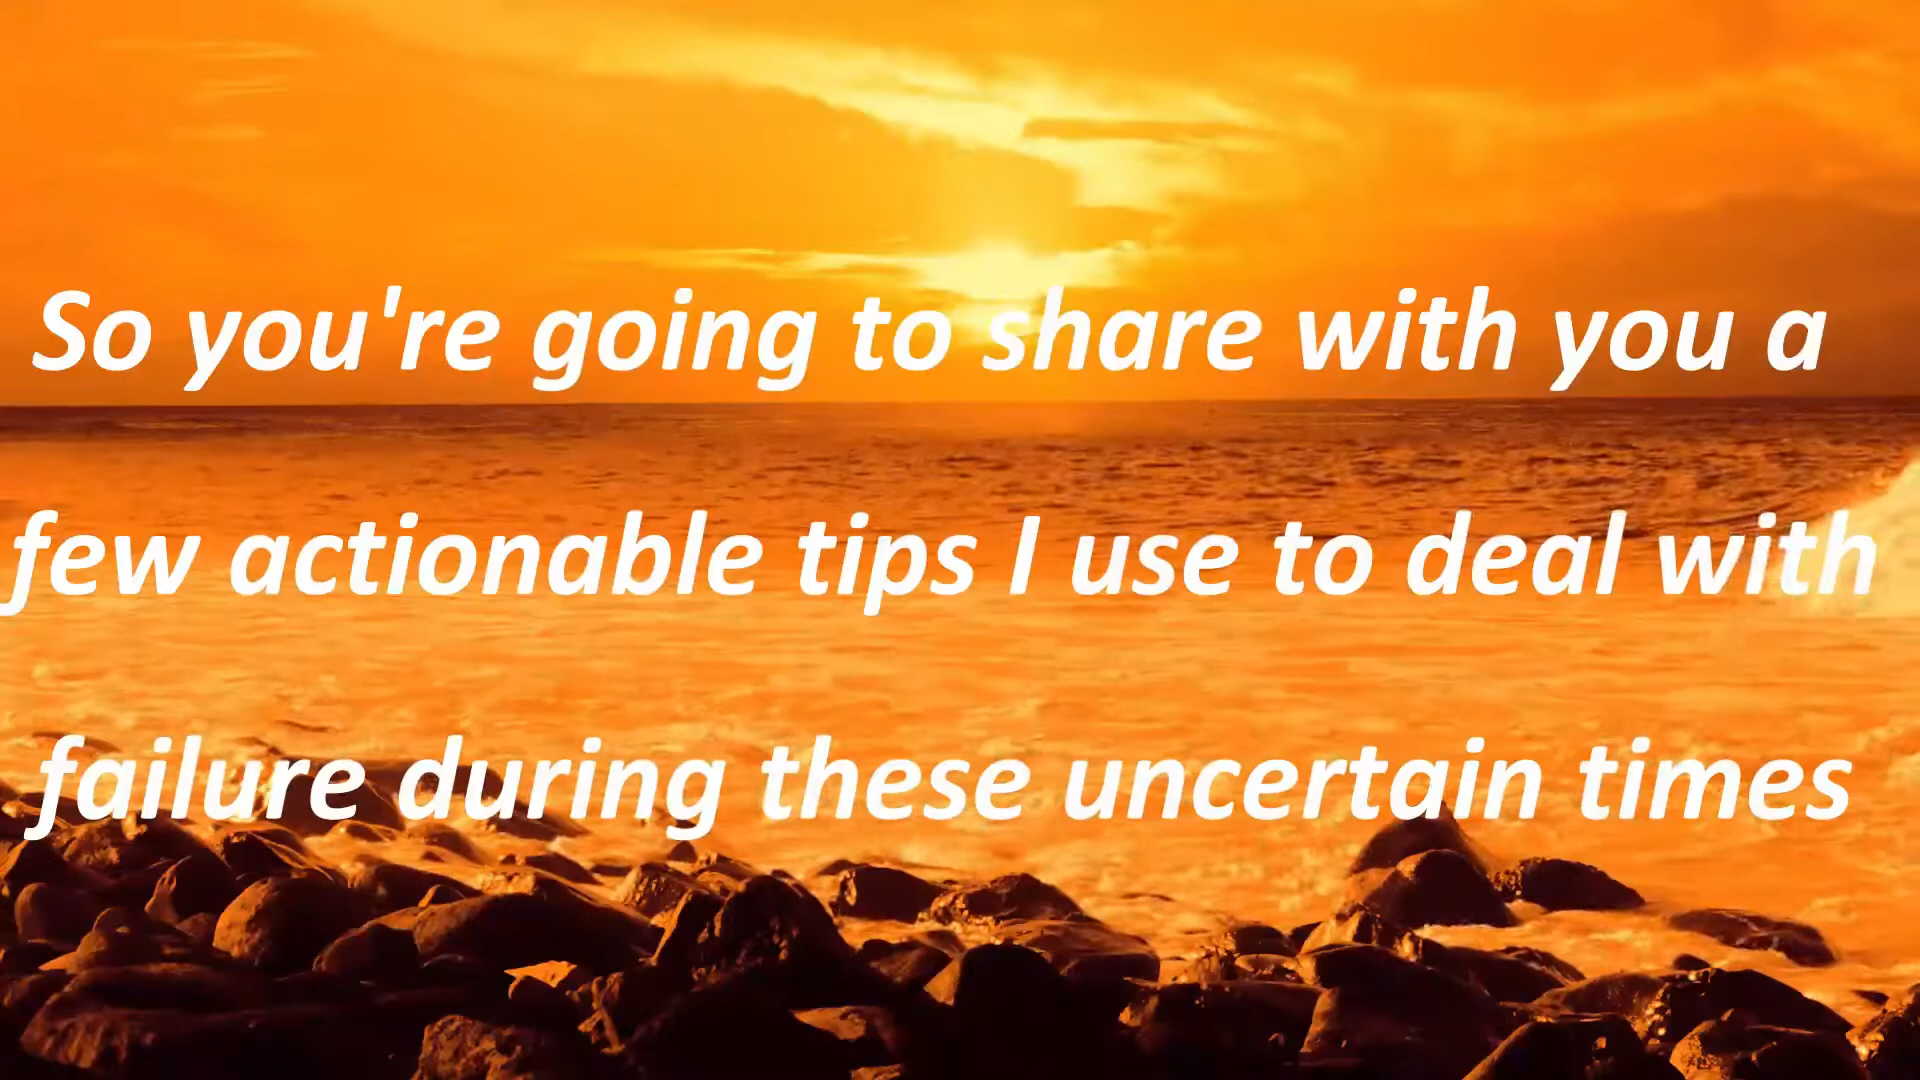 So you're going to share with you a
few actionable tips I use to deal with
failure during these uncertain times